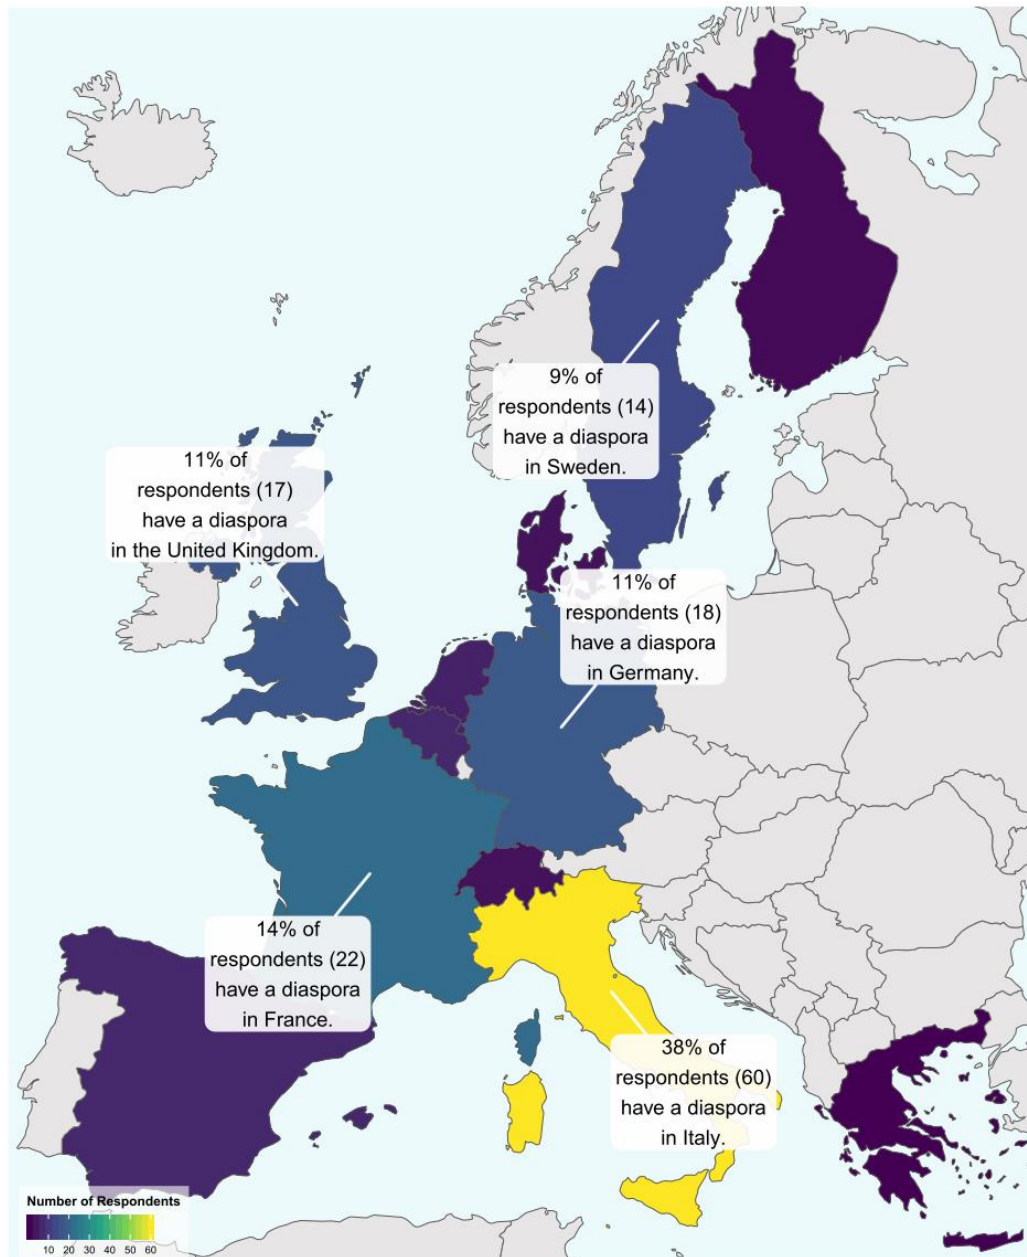 9% of
respondents (14)
have a diaspora
in Sweden.
11% of
respondents (17)
have a diaspora
in the United Kingdom.
11% of
respondents (18)
have a diaspora
in Germany.
14% of
respondents (22)
have a diaspora
in France.
38% of
respondents (60)
have a diaspora
in Italy.
Number of Respondents
10 20 30 40 50 60